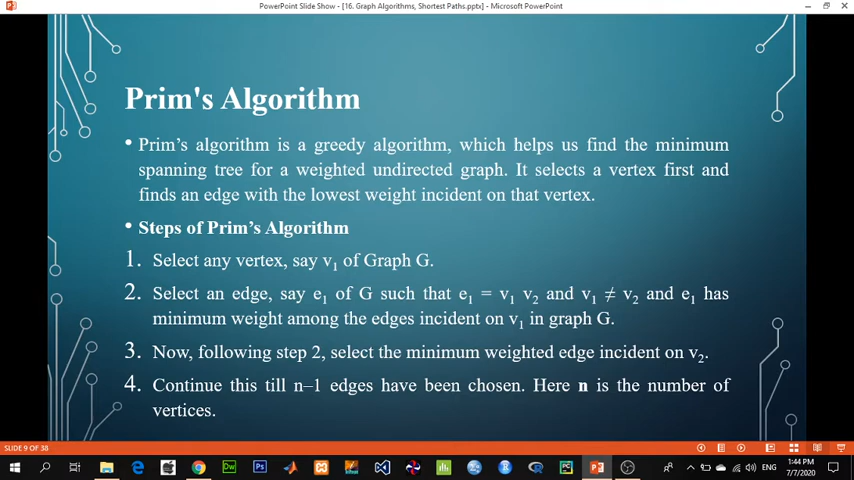 PowerPoint Slide Show - [16. Graph Algorithms, Shortest Paths.pptx] - Microsoft PowerPoint
Prim's Algorithm
• Prim's algorithm is a greedy algorithm, which helps us find the minimum
spanning tree for a weighted undirected graph. It selects a vertex first and
finds an edge with the lowest weight incident on that vertex.
• Steps of Prim's Algorithm
1. Select any vertex, say v₁ of Graph G.
2. Select an edge, say e₁ of G such that e₁ = v₁ v₂ and v₁ ≠ v₂ and e₁ has
minimum weight among the edges incident on v₁ in graph G.
3. Now, following step 2, select the minimum weighted edge incident on v₂.
4. Continue this till n–1 edges have been chosen. Here n is the number of
vertices.
SLIDE 9 OF 38
Dw Ps R PC ENG 1:44 PM
7/7/2020